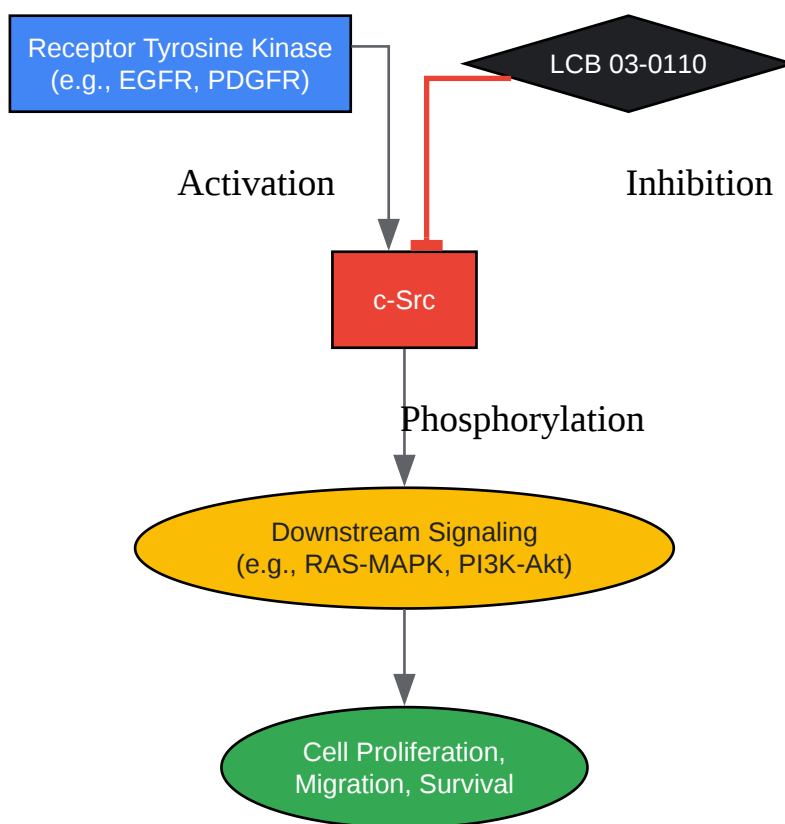 Receptor Tyrosine Kinase
(e.g., EGFR, PDGFR)
LCB 03-0110
Activation
Inhibition
c-Src
Phosphorylation
Downstream Signaling
(e.g., RAS-MAPK, PI3K-Akt)
Cell Proliferation,
Migration, Survival